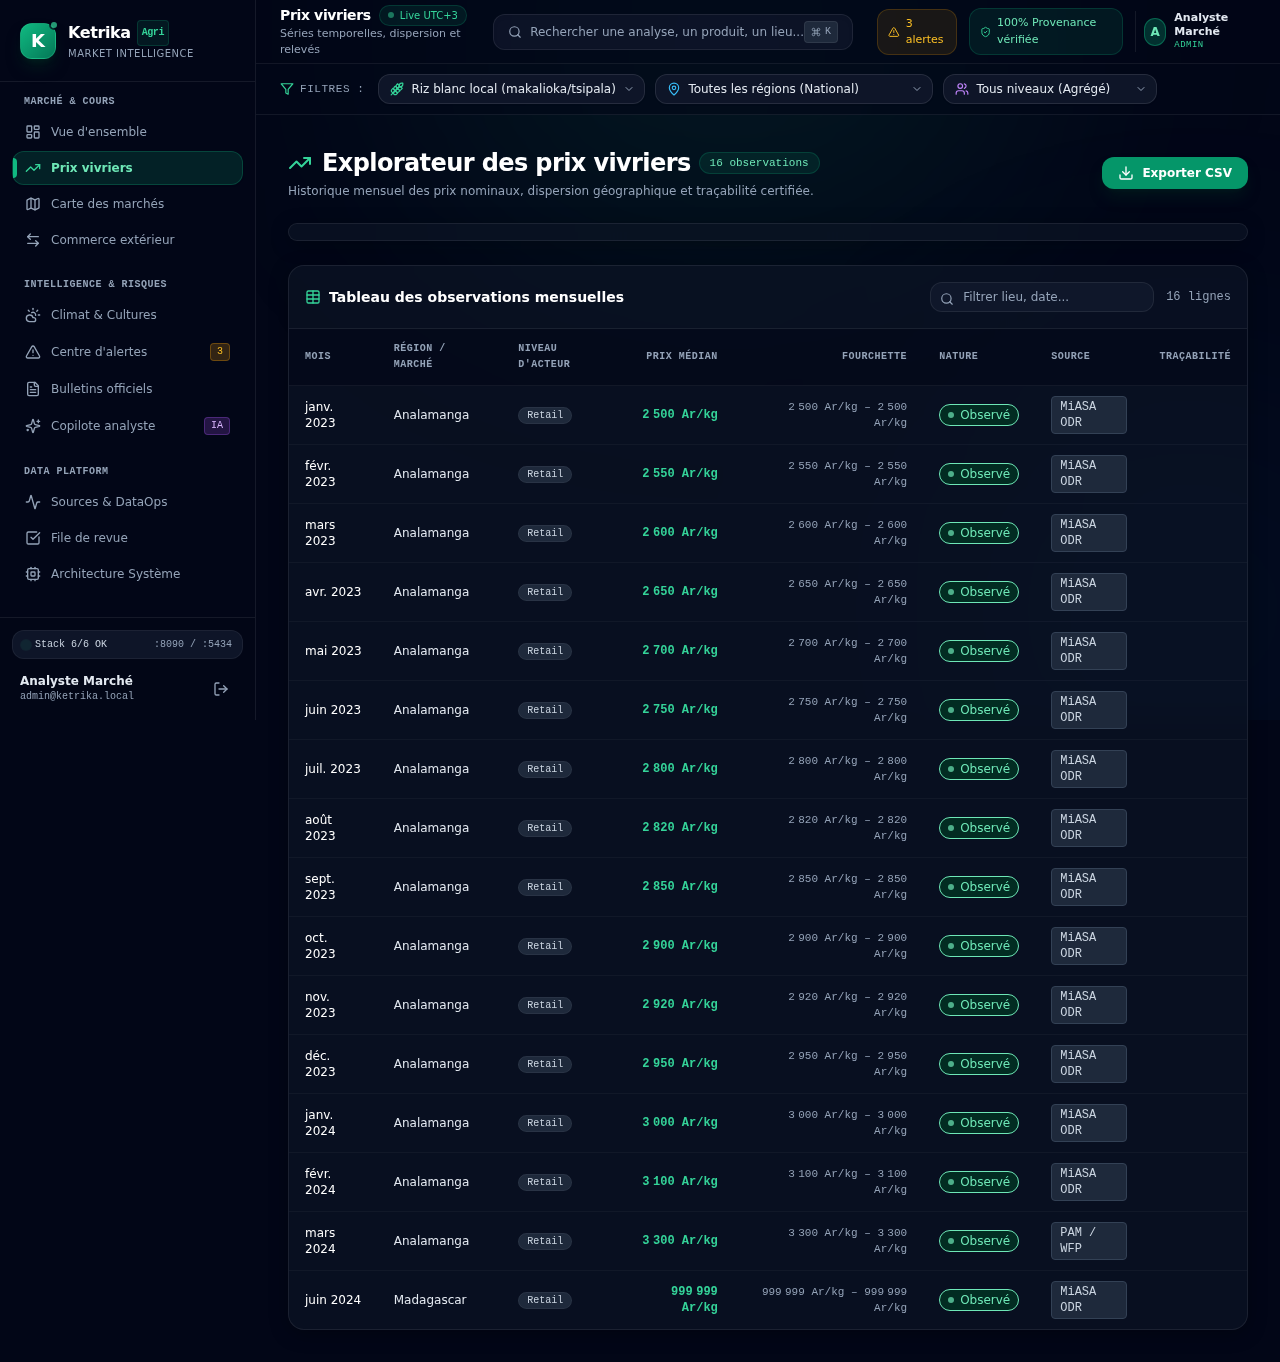 K
Ketrika Agri
MARKET INTELLIGENCE
MARCHÉ & COURS
Vue d'ensemble
Prix vivriers
Carte des marchés
Commerce extérieur
INTELLIGENCE & RISQUES
Climat & Cultures
Centre d'alertes 3
Bulletins officiels
Copilote analyste IA
DATA PLATFORM
Sources & DataOps
File de revue
Architecture Système
Stack 6/6 OK :8090 / :5434
Analyste Marché
admin@ketrika.local
Prix vivriers Live UTC+3
Séries temporelles, dispersion et
relevés
Rechercher une analyse, un produit, un lieu... ⌘ K
3
alertes
100% Provenance
vérifiée
A
Analyste
Marché
ADMIN
FILTRES :
Riz blanc local (makalioka/tsipala)
Toutes les régions (National)
Tous niveaux (Agrégé)
Explorateur des prix vivriers 16 observations
Historique mensuel des prix nominaux, dispersion géographique et traçabilité certifiée.
Exporter CSV
Tableau des observations mensuelles
Filtrer lieu, date...
16 lignes
MOIS
RÉGION /
MARCHÉ
NIVEAU
D'ACTEUR
PRIX MÉDIAN
FOURCHETTE
NATURE
SOURCE
TRAÇABILITÉ
janv.
2023
Analamanga
Retail
2 500 Ar/kg
2 500 Ar/kg – 2 500
Ar/kg
Observé
MiASA
ODR
févr.
2023
Analamanga
Retail
2 550 Ar/kg
2 550 Ar/kg – 2 550
Ar/kg
Observé
MiASA
ODR
mars
2023
Analamanga
Retail
2 600 Ar/kg
2 600 Ar/kg – 2 600
Ar/kg
Observé
MiASA
ODR
avr. 2023
Analamanga
Retail
2 650 Ar/kg
2 650 Ar/kg – 2 650
Ar/kg
Observé
MiASA
ODR
mai 2023
Analamanga
Retail
2 700 Ar/kg
2 700 Ar/kg – 2 700
Ar/kg
Observé
MiASA
ODR
juin 2023
Analamanga
Retail
2 750 Ar/kg
2 750 Ar/kg – 2 750
Ar/kg
Observé
MiASA
ODR
juil. 2023
Analamanga
Retail
2 800 Ar/kg
2 800 Ar/kg – 2 800
Ar/kg
Observé
MiASA
ODR
août
2023
Analamanga
Retail
2 820 Ar/kg
2 820 Ar/kg – 2 820
Ar/kg
Observé
MiASA
ODR
sept.
2023
Analamanga
Retail
2 850 Ar/kg
2 850 Ar/kg – 2 850
Ar/kg
Observé
MiASA
ODR
oct.
2023
Analamanga
Retail
2 900 Ar/kg
2 900 Ar/kg – 2 900
Ar/kg
Observé
MiASA
ODR
nov.
2023
Analamanga
Retail
2 920 Ar/kg
2 920 Ar/kg – 2 920
Ar/kg
Observé
MiASA
ODR
déc.
2023
Analamanga
Retail
2 950 Ar/kg
2 950 Ar/kg – 2 950
Ar/kg
Observé
MiASA
ODR
janv.
2024
Analamanga
Retail
3 000 Ar/kg
3 000 Ar/kg – 3 000
Ar/kg
Observé
MiASA
ODR
févr.
2024
Analamanga
Retail
3 100 Ar/kg
3 100 Ar/kg – 3 100
Ar/kg
Observé
MiASA
ODR
mars
2024
Analamanga
Retail
3 300 Ar/kg
3 300 Ar/kg – 3 300
Ar/kg
Observé
PAM /
WFP
juin 2024
Madagascar
Retail
999 999
Ar/kg
999 999 Ar/kg – 999 999
Ar/kg
Observé
MiASA
ODR